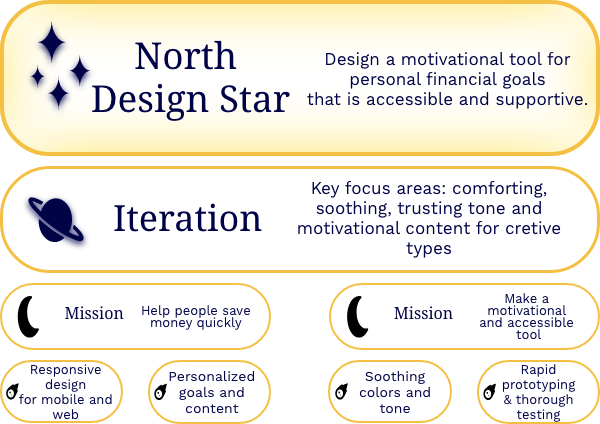 North
Design Star
Design a motivational tool for
personal financial goals
that is accessible and supportive.
Iteration
Key focus areas: comforting,
soothing, trusting tone and
motivational content for cretive
types
Mission
Help people save
money quickly
Mission
Make a
motivational
and accessible
tool
Responsive
design
for mobile and
web
Personalized
goals and
content
Soothing
colors and
tone
Rapid
prototyping
& thorough
testing